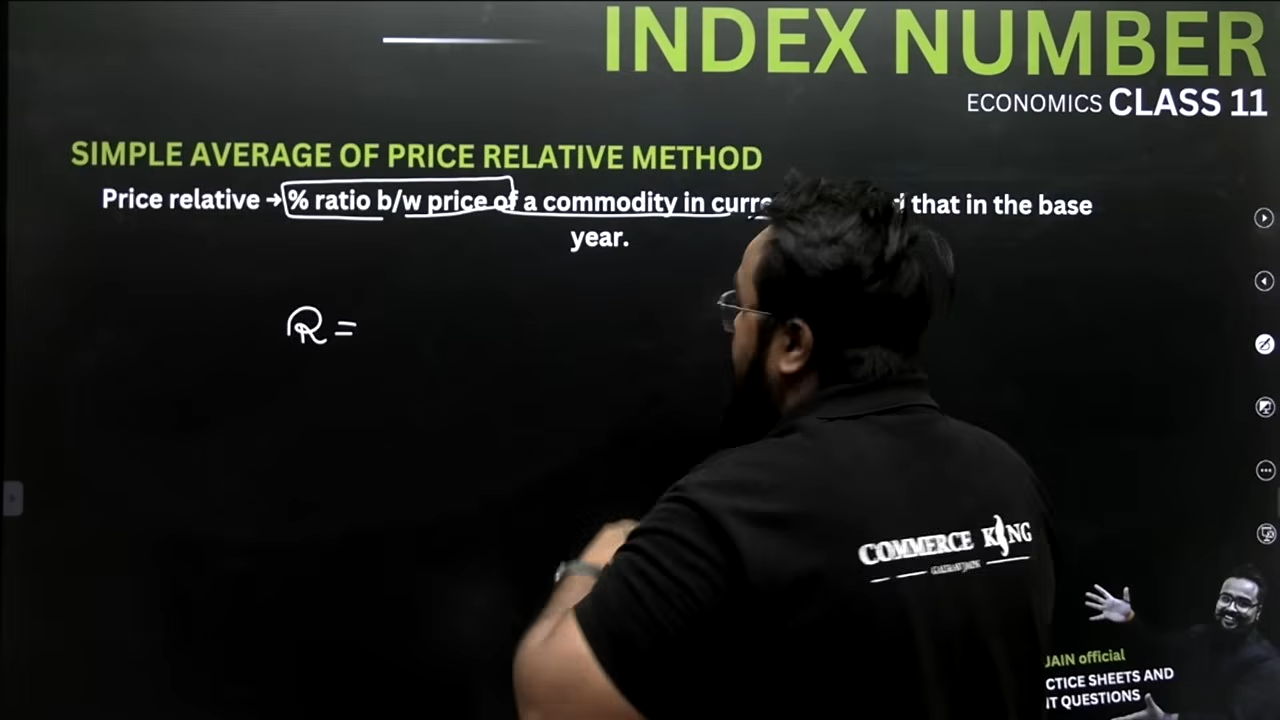 INDEX NUMBER
ECONOMICS CLASS 11
SIMPLE AVERAGE OF PRICE RELATIVE METHOD
Price relative → % ratio b/w price of a commodity in that in the base
year.
R =
COMMERCE KING
JAIN official
CTICE SHEETS AND
IT QUESTIONS